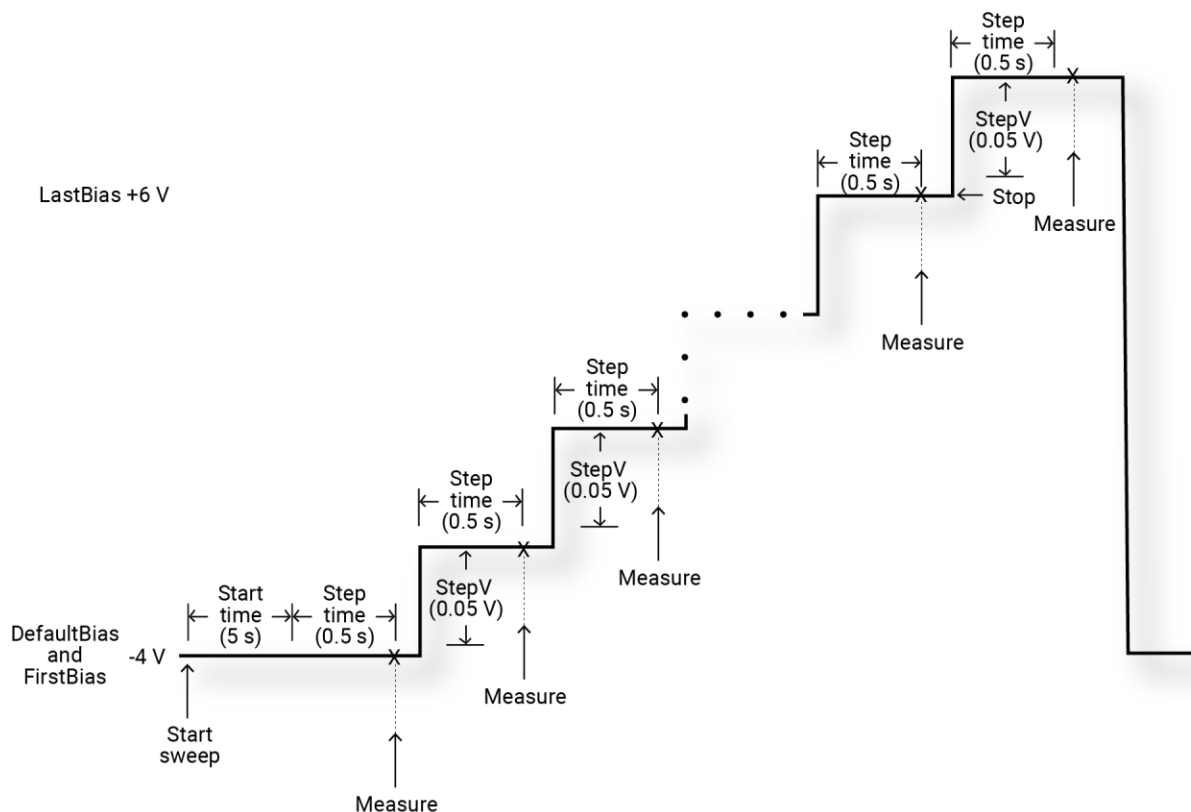 Step
time
(0.5 s)
StepV
(0.05 V)
Step
time
(0.5 s)
LastBias +6 V
Stop
Measure
Measure
Step
time
(0.5 s)
StepV
(0.05 V)
Step
time
(0.5 s)
Measure
StepV
(0.05 V)
Start
time
(5 s)
Step
time
(0.5 s)
DefaultBias
and
FirstBias
-4 V
Measure
Start
sweep
Measure